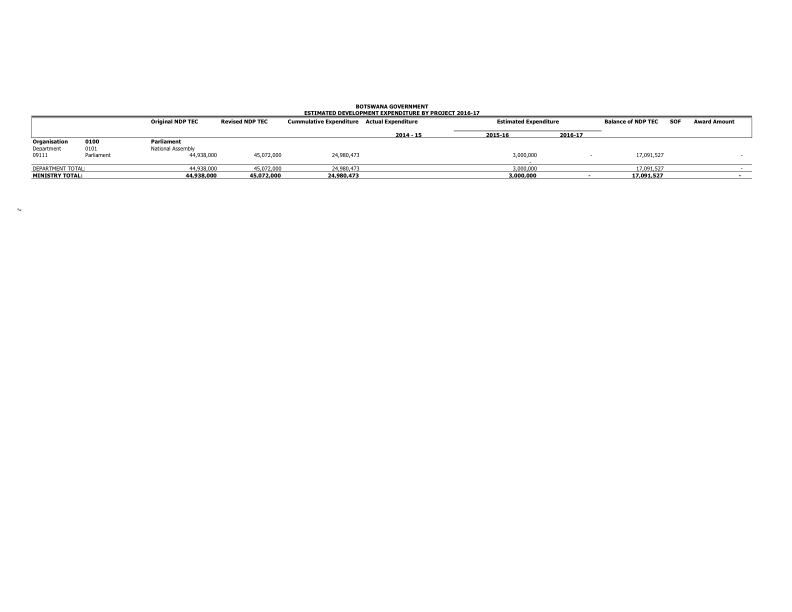 BOTSWANA GOVERNMENT
ESTIMATED DEVELOPMENT EXPENDITURE BY PROJECT 2016-17
Original NDP TEC Revised NDP TEC Cummulative Expenditure Actual Expenditure Estimated Expenditure Balance of NDP TEC SOF Award Amount
2014 - 15 2015-16 2016-17
Organisation 0100 Parliament
Department 0101 National Assembly
09111 Parliament 44,938,000 45,072,000 24,980,473 3,000,000 - 17,091,527 -
DEPARTMENT TOTAL: 44,938,000 45,072,000 24,980,473 3,000,000 17,091,527 -
MINISTRY TOTAL: 44,938,000 45,072,000 24,980,473 3,000,000 - 17,091,527 -